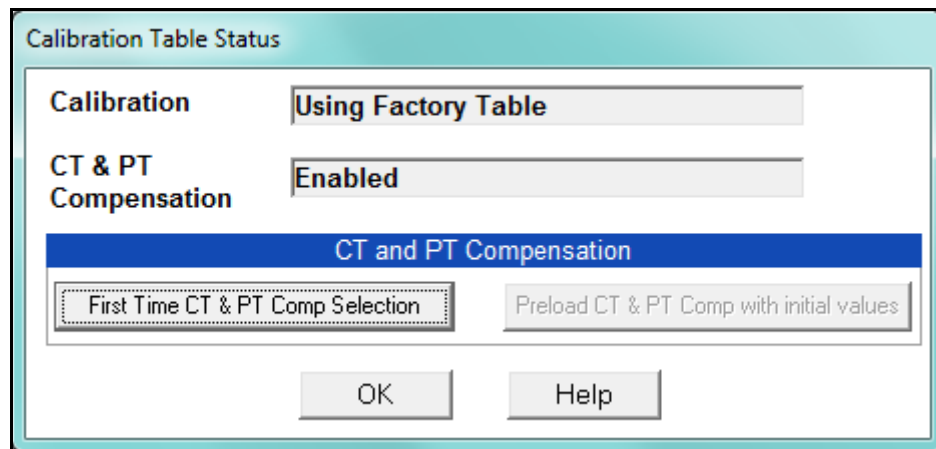 Calibration Table Status
Calibration
Using Factory Table
CT & PT
Compensation
Enabled
CT and PT Compensation
First Time CT & PT Comp Selection
Preload CT & PT Comp with initial values
OK
Help